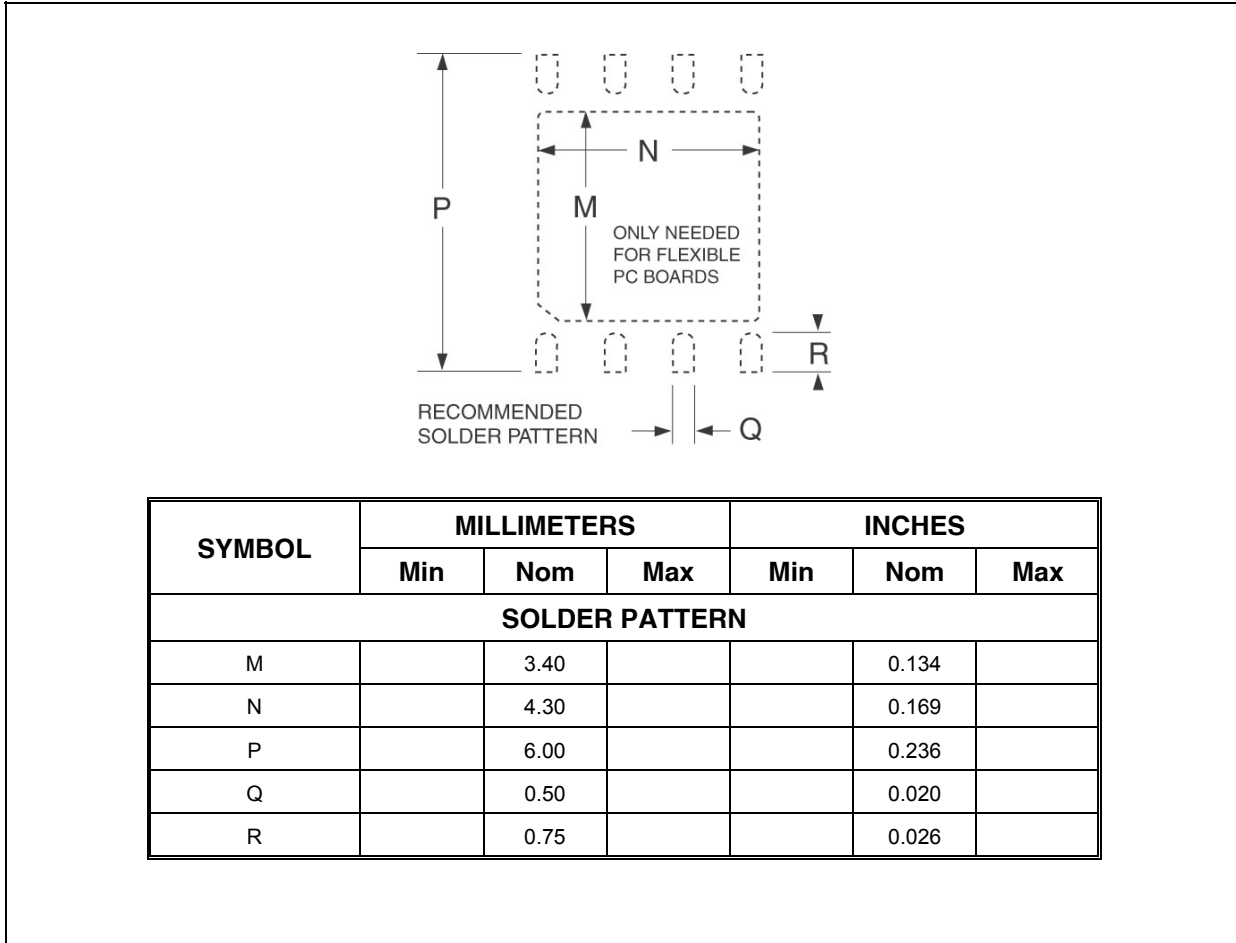 N
P
M
ONLY NEEDED
FOR FLEXIBLE
PC BOARDS
R
RECOMMENDED
SOLDER PATTERN
Q
SYMBOL MILLIMETERS INCHES
Min Nom Max Min Nom Max
SOLDER PATTERN
M 3.40 0.134
N 4.30 0.169
P 6.00 0.236
Q 0.50 0.020
R 0.75 0.026